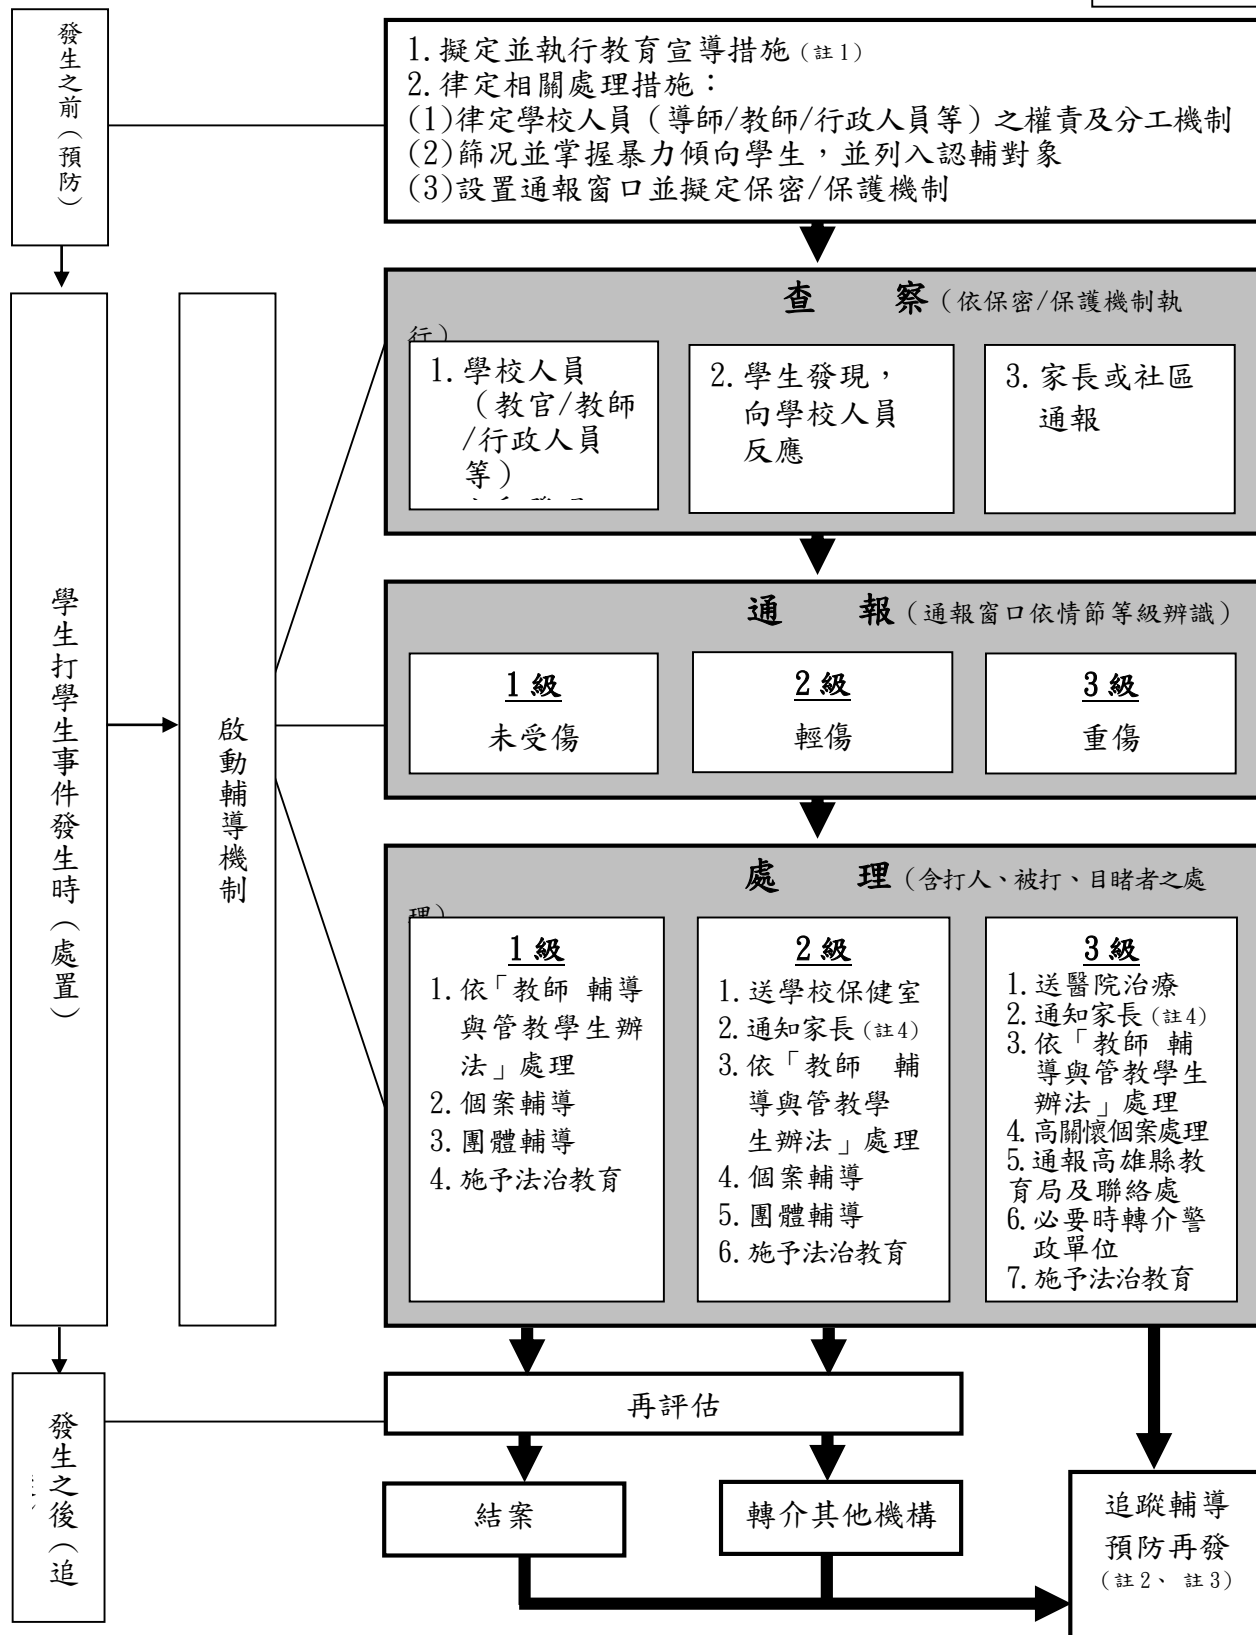 發生之前（預防）
1.擬定並執行教育宣導措施（註1）
2.律定相關處理措施：
(1)律定學校人員（導師/教師/行政人員等）之權責及分工機制
(2)篩況並掌握暴力傾向學生，並列入認輔對象
(3)設置通報窗口並擬定保密/保護機制
學生打學生事件發生時（處置）
啟動輔導機制
查　　察（依保密/保護機制執
行）
1.學校人員
（教官/教師
/行政人員
等）
2.學生發現，
向學校人員
反應
3.家長或社區
通報
通　　報（通報窗口依情節等級辨識）
1級
未受傷
2級
輕傷
3級
重傷
處　　理（含打人、被打、目睹者之處
理）
1級
1.依「教師 輔導
與管教學生辦
法」處理
2.個案輔導
3.團體輔導
4.施予法治教育
2級
1.送學校保健室
2.通知家長（註4）
3.依「教師　輔
導與管教學
生辦法」處理
4.個案輔導
5.團體輔導
6.施予法治教育
3級
1.送醫院治療
2.通知家長（註4）
3.依「教師 輔
導與管教學生
辦法」處理
4.高關懷個案處理
5.通報高雄縣教
育局及聯絡處
6.必要時轉介警
政單位
7.施予法治教育
發生之後（追
再評估
結案
轉介其他機構
追蹤輔導
預防再發
（註2、 註3）